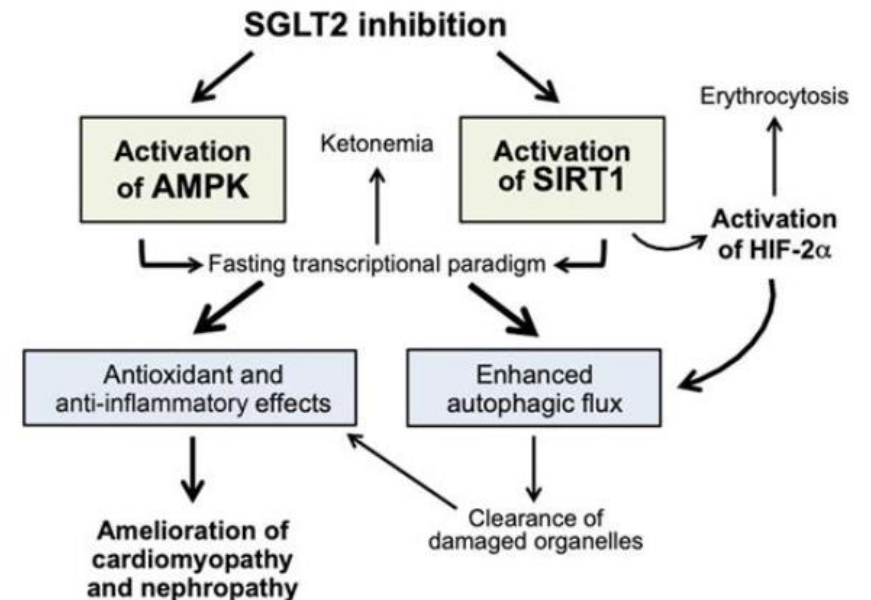 SGLT2 inhibition
Erythrocytosis
Ketonemia
Activation
of AMPK
Activation
of SIRT1
Activation
of HIF-2α
Fasting transcriptional paradigm
Antioxidant and
anti-inflammatory effects
Enhanced
autophagic flux
Clearance of
damaged organelles
Amelioration of
cardiomyopathy
and nephropathy